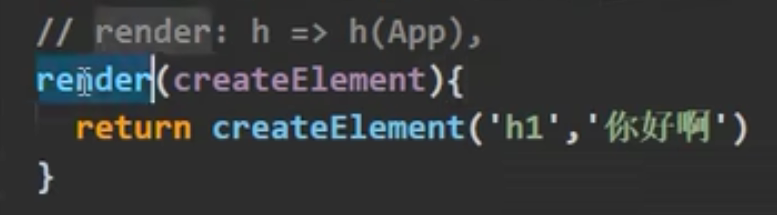 // render: h => h(App),
render(createElement){
return createElement('h1','你好啊')
}